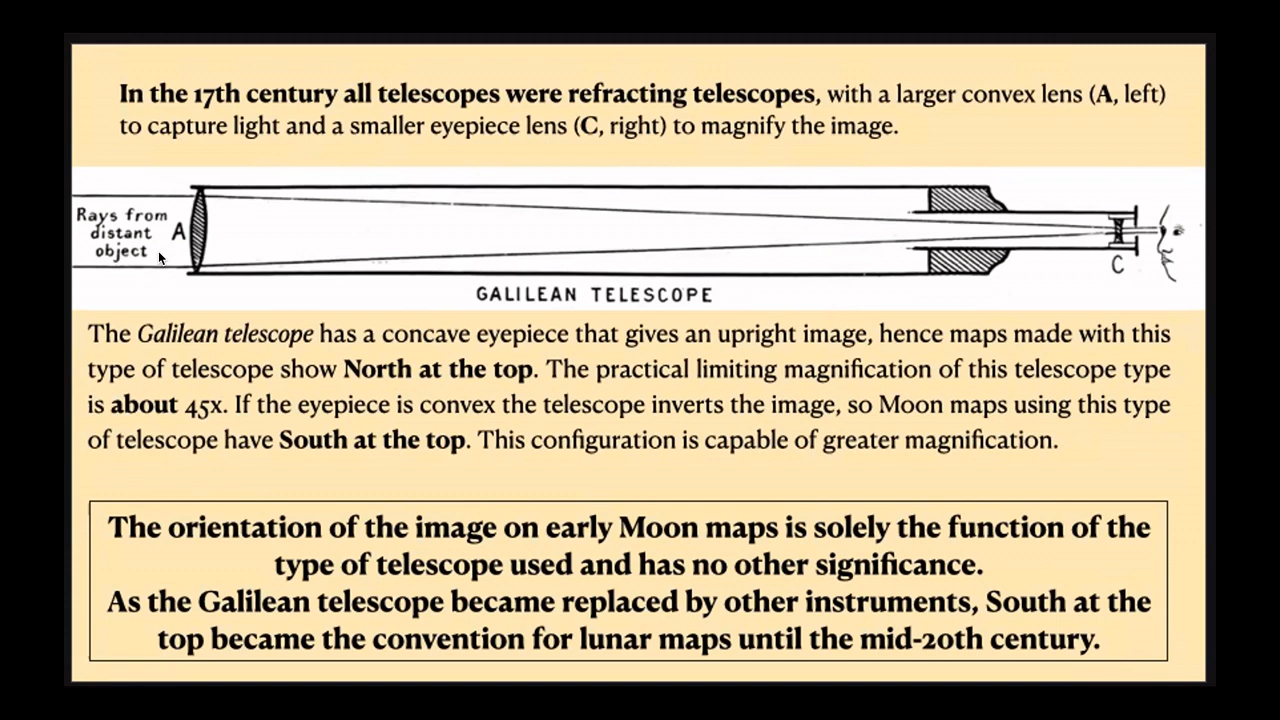 In the 17th century all telescopes were refracting telescopes, with a larger convex lens (A, left)
to capture light and a smaller eyepiece lens (C, right) to magnify the image.
Rays from
distant
object
A
C
GALILEAN TELESCOPE
The Galilean telescope has a concave eyepiece that gives an upright image, hence maps made with this
type of telescope show North at the top. The practical limiting magnification of this telescope type
is about 45x. If the eyepiece is convex the telescope inverts the image, so Moon maps using this type
of telescope have South at the top. This configuration is capable of greater magnification.
The orientation of the image on early Moon maps is solely the function of the
type of telescope used and has no other significance.
As the Galilean telescope became replaced by other instruments, South at the
top became the convention for lunar maps until the mid-20th century.